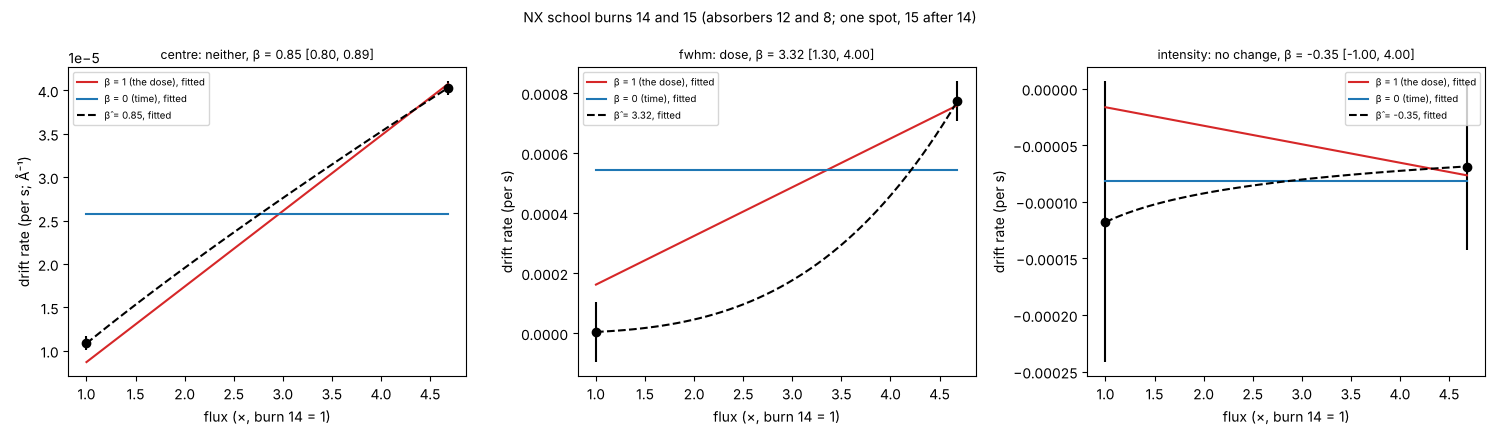 NX school burns 14 and 15 (absorbers 12 and 8; one spot, 15 after 14)
centre: neither, β = 0.85 [0.80, 0.89]
1e−5
β = 1 (the dose), fitted
β = 0 (time), fitted
β̂ = 0.85, fitted
4.0
3.5
3.0
2.5
2.0
1.5
1.0
drift rate (per s; Å⁻¹)
1.0 1.5 2.0 2.5 3.0 3.5 4.0 4.5
flux (×, burn 14 = 1)
fwhm: dose, β = 3.32 [1.30, 4.00]
β = 1 (the dose), fitted
β = 0 (time), fitted
β̂ = 3.32, fitted
0.0008
0.0006
0.0004
0.0002
0.0000
drift rate (per s)
1.0 1.5 2.0 2.5 3.0 3.5 4.0 4.5
flux (×, burn 14 = 1)
intensity: no change, β = -0.35 [-1.00, 4.00]
β = 1 (the dose), fitted
β = 0 (time), fitted
β̂ = -0.35, fitted
0.00000
−0.00005
−0.00010
−0.00015
−0.00020
−0.00025
drift rate (per s)
1.0 1.5 2.0 2.5 3.0 3.5 4.0 4.5
flux (×, burn 14 = 1)